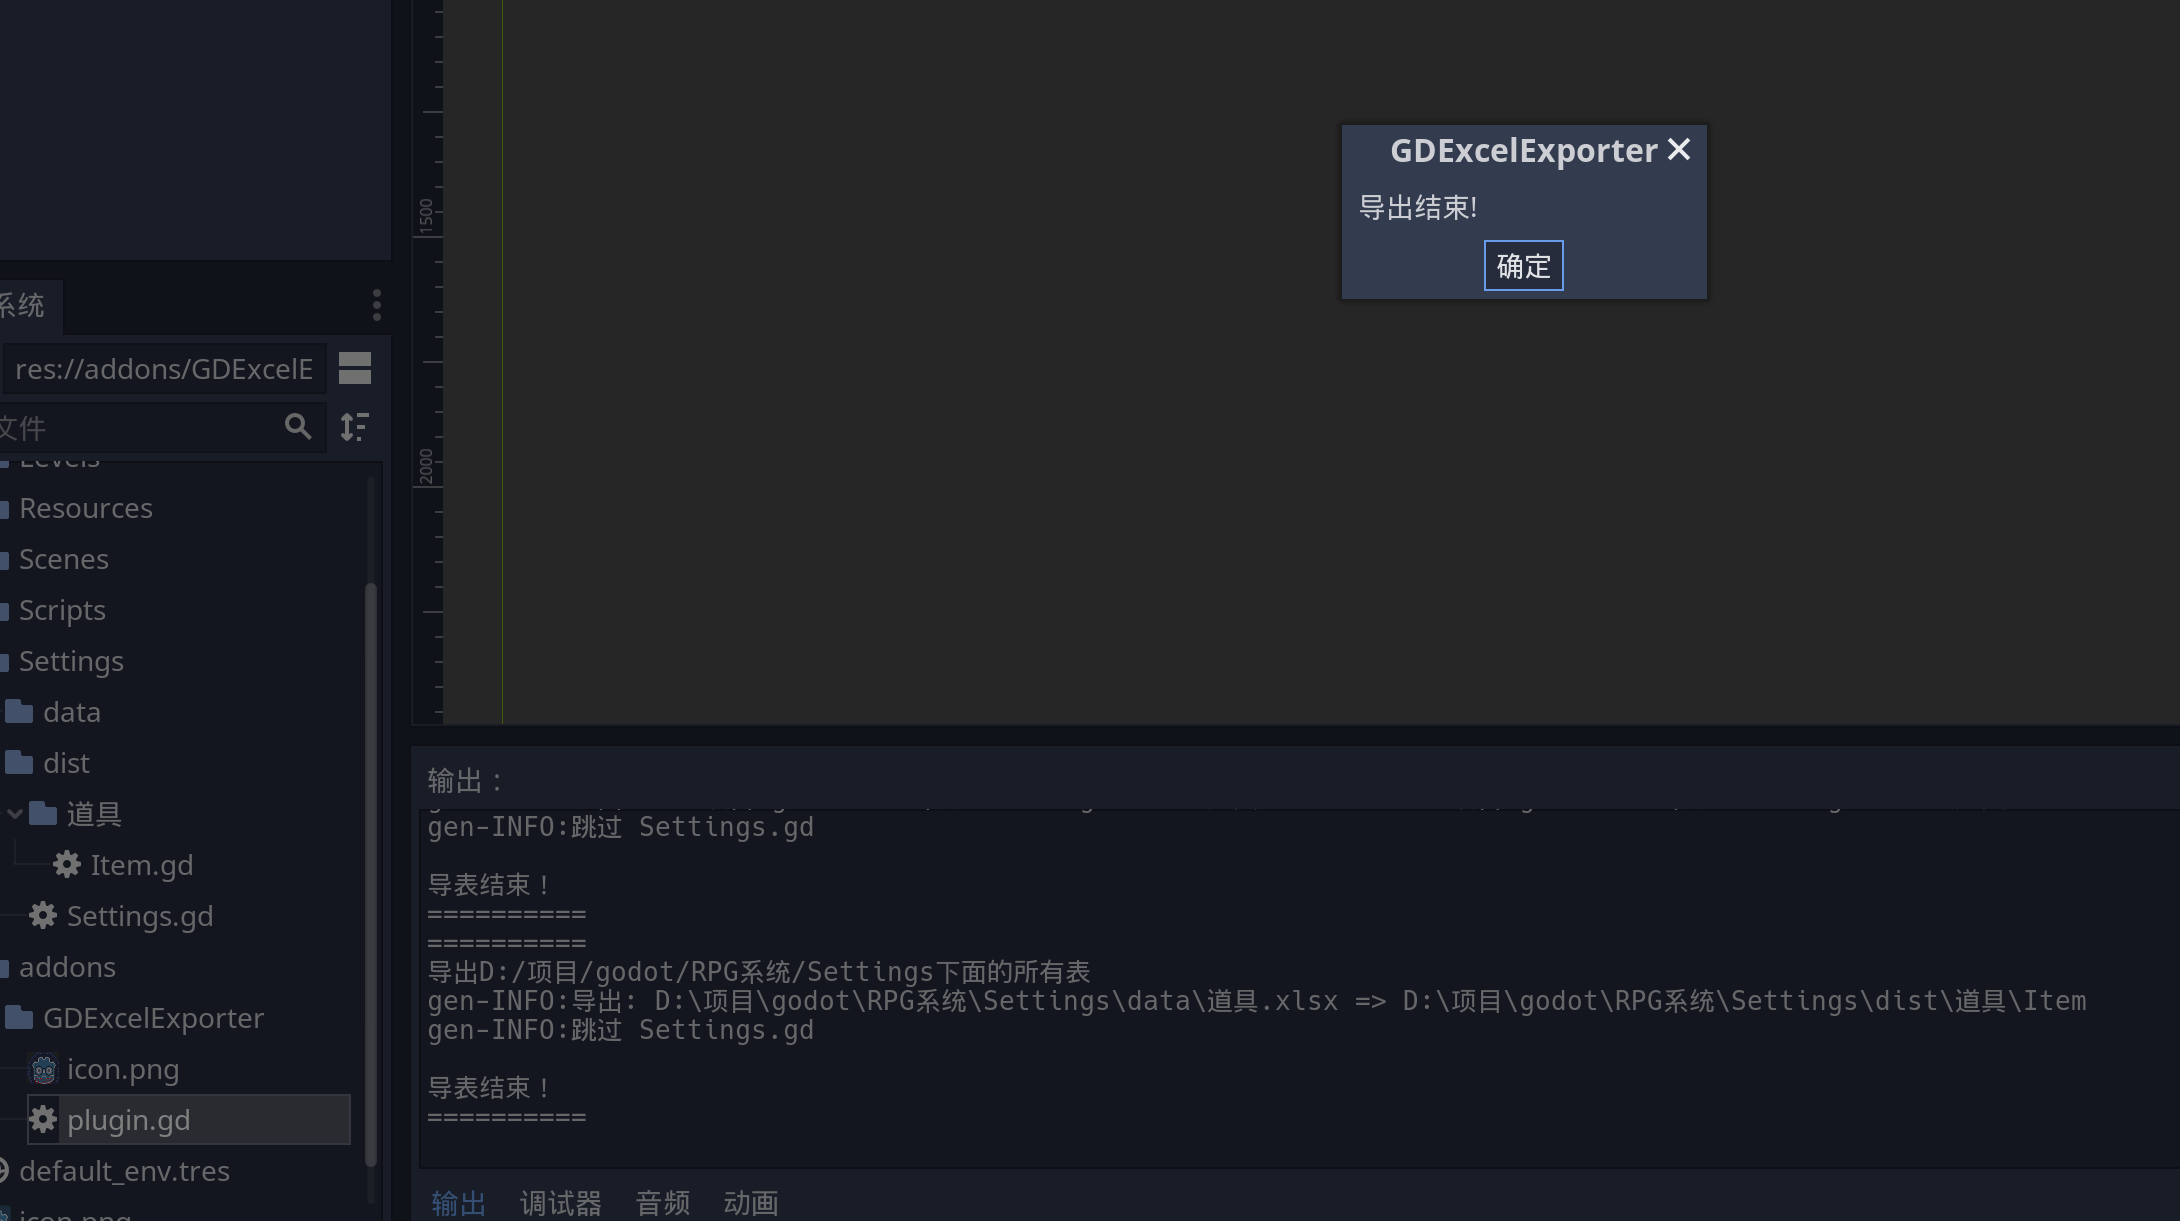 1500
2000
GDExcelExporter
导出结束!
确定
系统
res://addons/GDExcelE
文件
Levels
Resources
Scenes
Scripts
Settings
data
dist
道具
Item.gd
Settings.gd
addons
GDExcelExporter
icon.png
plugin.gd
default_env.tres
icon.png
输出：
gen-INFO:跳过 Settings.gd
导表结束！
==========
==========
导出D:/项目/godot/RPG系统/Settings下面的所有表
gen-INFO:导出: D:\项目\godot\RPG系统\Settings\data\道具.xlsx => D:\项目\godot\RPG系统\Settings\dist\道具\Item
gen-INFO:跳过 Settings.gd
导表结束！
==========
输出 调试器 音频 动画